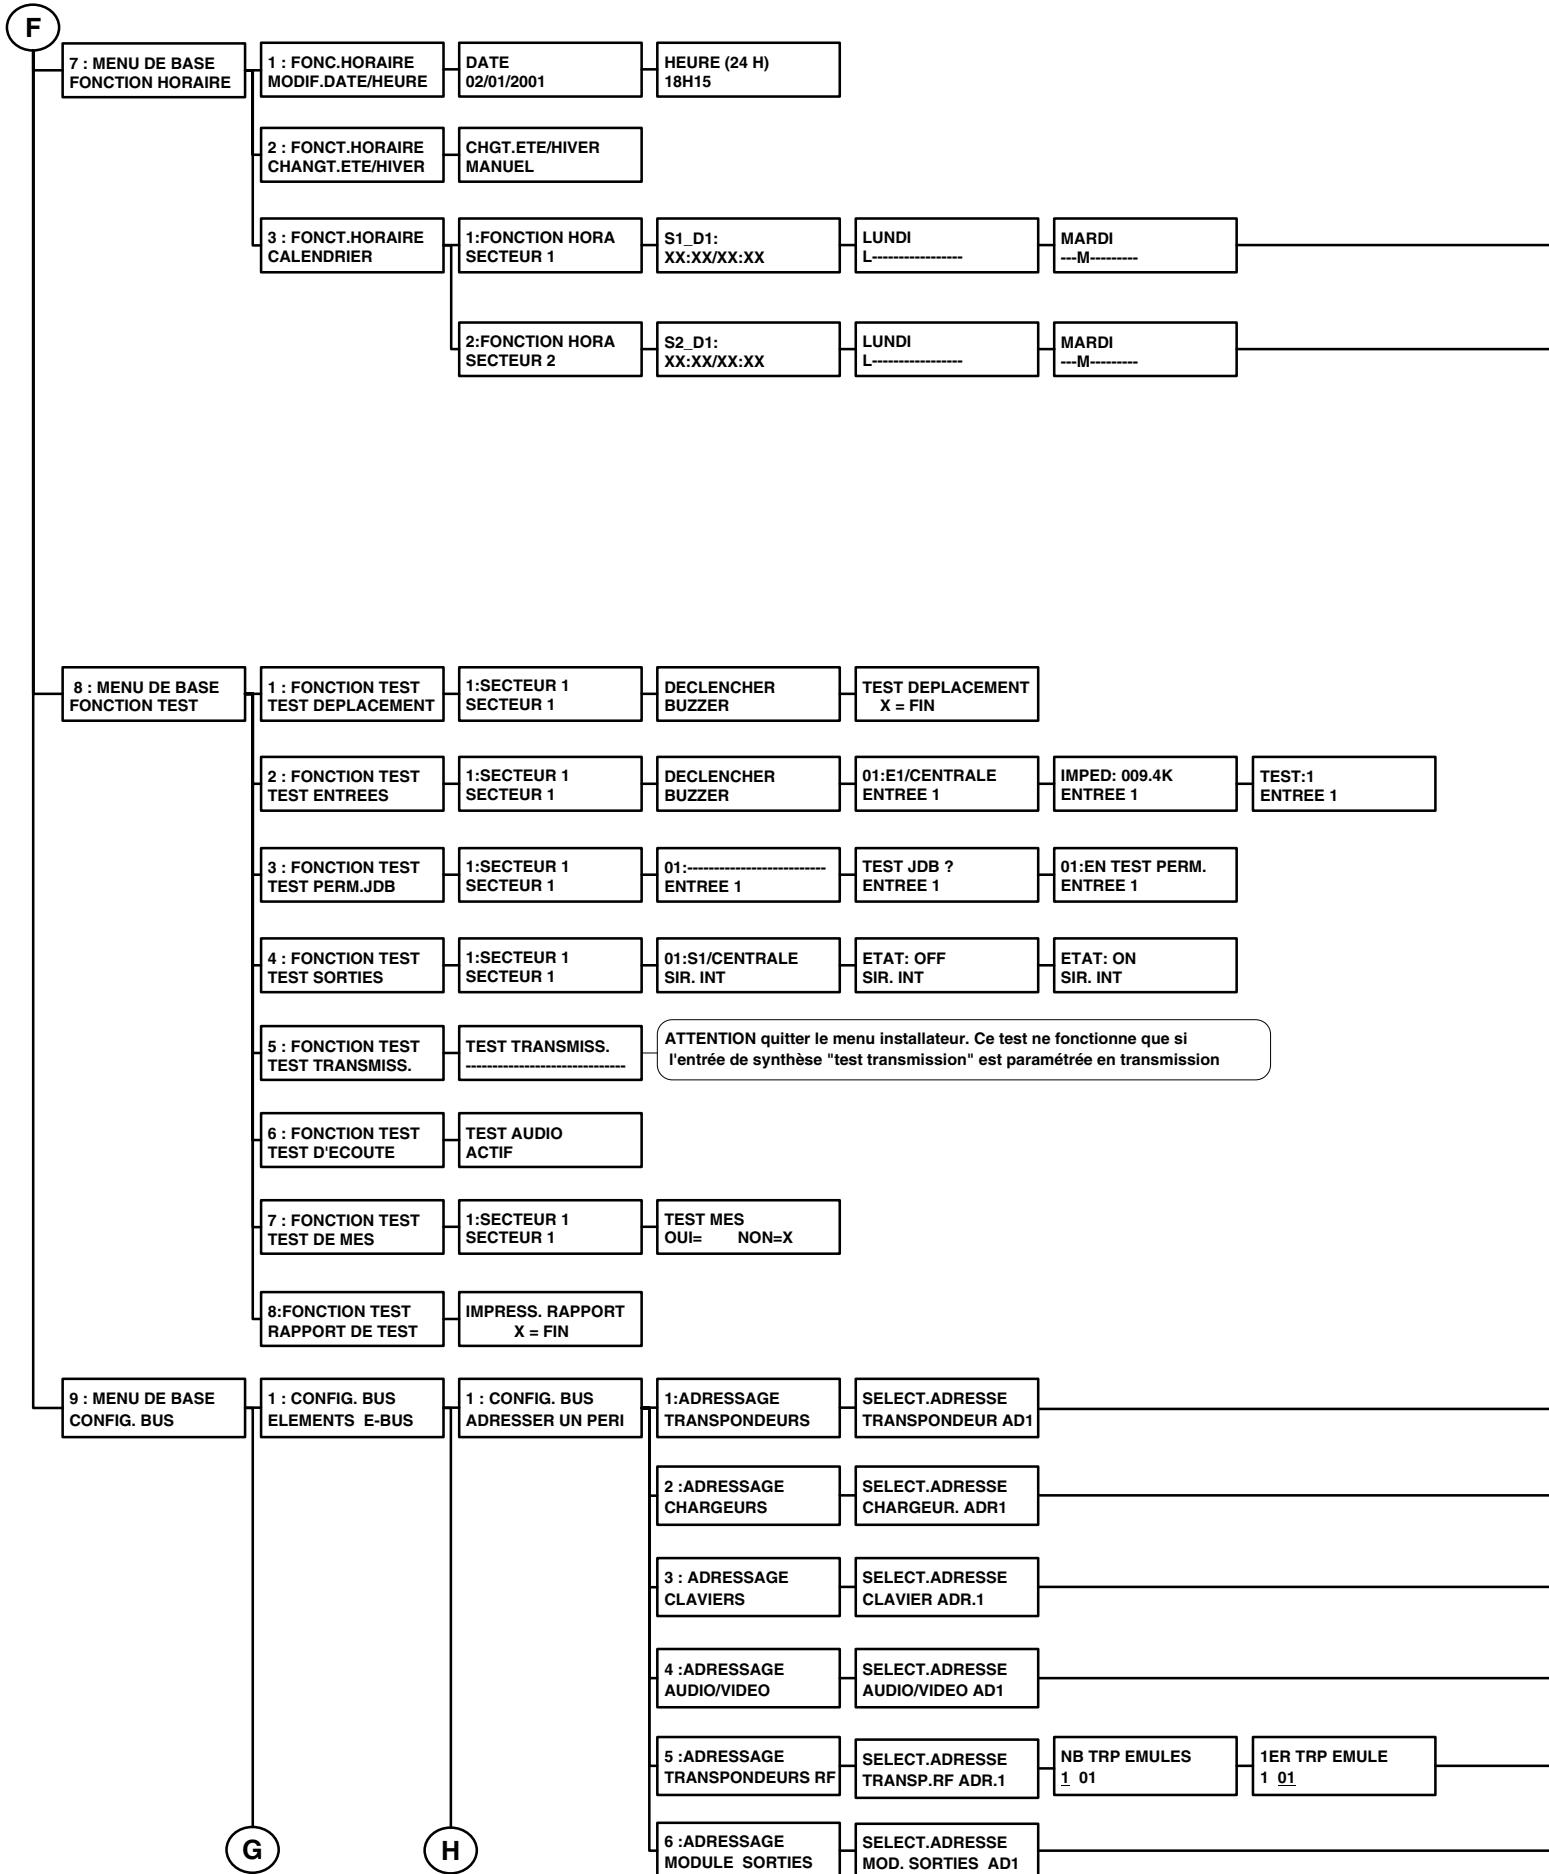 F
7 : MENU DE BASE
FONCTION HORAIRE
1 : FONC.HORAIRE
MODIF.DATE/HEURE
DATE
02/01/2001
HEURE (24 H)
18H15
2 : FONCT.HORAIRE
CHANGT.ETE/HIVER
CHGT.ETE/HIVER
MANUEL
3 : FONCT.HORAIRE
CALENDRIER
1:FONCTION HORA
SECTEUR 1
S1_D1:
XX:XX/XX:XX
LUNDI
L-----------------
MARDI
---M---------
2:FONCTION HORA
SECTEUR 2
S2_D1:
XX:XX/XX:XX
LUNDI
L-----------------
MARDI
---M---------
8 : MENU DE BASE
FONCTION TEST
1 : FONCTION TEST
TEST DEPLACEMENT
1:SECTEUR 1
SECTEUR 1
DECLENCHER
BUZZER
TEST DEPLACEMENT
X = FIN
2 : FONCTION TEST
TEST ENTREES
1:SECTEUR 1
SECTEUR 1
DECLENCHER
BUZZER
01:E1/CENTRALE
ENTREE 1
IMPED: 009.4K
ENTREE 1
TEST:1
ENTREE 1
3 : FONCTION TEST
TEST PERM.JDB
1:SECTEUR 1
SECTEUR 1
01:--------------------------
ENTREE 1
TEST JDB ?
ENTREE 1
01:EN TEST PERM.
ENTREE 1
4 : FONCTION TEST
TEST SORTIES
1:SECTEUR 1
SECTEUR 1
01:S1/CENTRALE
SIR. INT
ETAT: OFF
SIR. INT
ETAT: ON
SIR. INT
5 : FONCTION TEST
TEST TRANSMISS.
TEST TRANSMISS.
------------------------------
ATTENTION quitter le menu installateur. Ce test ne fonctionne que si
l'entrée de synthèse "test transmission" est paramétrée en transmission
6 : FONCTION TEST
TEST D'ECOUTE
TEST AUDIO
ACTIF
7 : FONCTION TEST
TEST DE MES
1:SECTEUR 1
SECTEUR 1
TEST MES
OUI= NON=X
8:FONCTION TEST
RAPPORT DE TEST
IMPRESS. RAPPORT
X = FIN
9 : MENU DE BASE
CONFIG. BUS
1 : CONFIG. BUS
ELEMENTS E-BUS
1 : CONFIG. BUS
ADRESSER UN PERI
1:ADRESSAGE
TRANSPONDEURS
SELECT.ADRESSE
TRANSPONDEUR AD1
2 :ADRESSAGE
CHARGEURS
SELECT.ADRESSE
CHARGEUR. ADR1
3 : ADRESSAGE
CLAVIERS
SELECT.ADRESSE
CLAVIER ADR.1
4 :ADRESSAGE
AUDIO/VIDEO
SELECT.ADRESSE
AUDIO/VIDEO AD1
5 :ADRESSAGE
TRANSPONDEURS RF
SELECT.ADRESSE
TRANSP.RF ADR.1
NB TRP EMULES
1 01
1ER TRP EMULE
1 01
6 :ADRESSAGE
MODULE SORTIES
SELECT.ADRESSE
MOD. SORTIES AD1
G
H